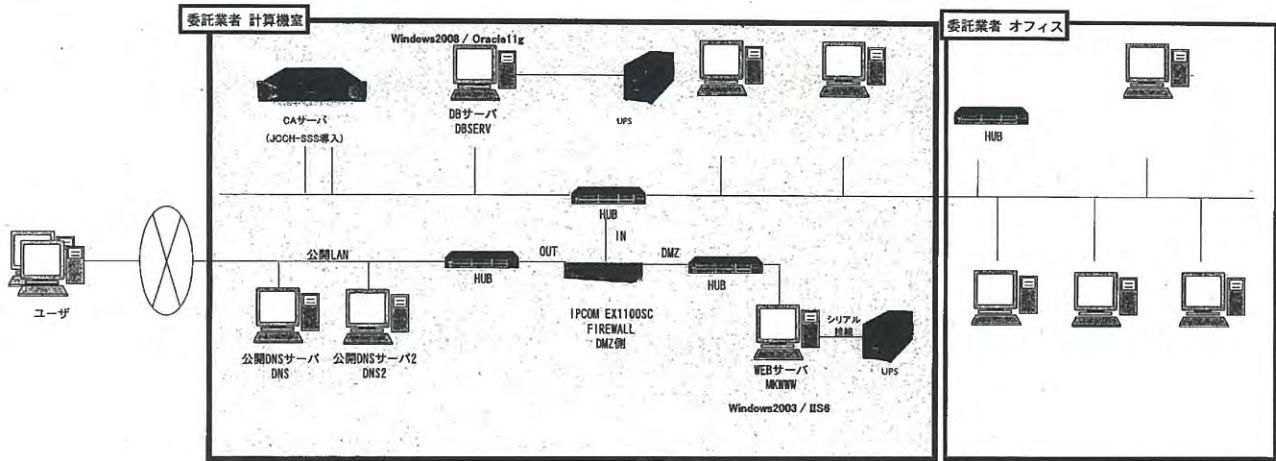 委託業者 計算機室
委託業者 オフィス
Windows2008 / Oracle11g
CAサーバ
(JCCH-SSS導入)
DBサーバ
DBSERV
UPS
HUB
HUB
IN
公開LAN
OUT
DMZ
HUB
HUB
ユーザ
公開DNSサーバ
DNS
公開DNSサーバ2
DNS2
IPCOM EX1100SC
FIREWALL
DMZ側
シリアル
接続
WEBサーバ
MKWWW
UPS
Windows2003 / IIS6